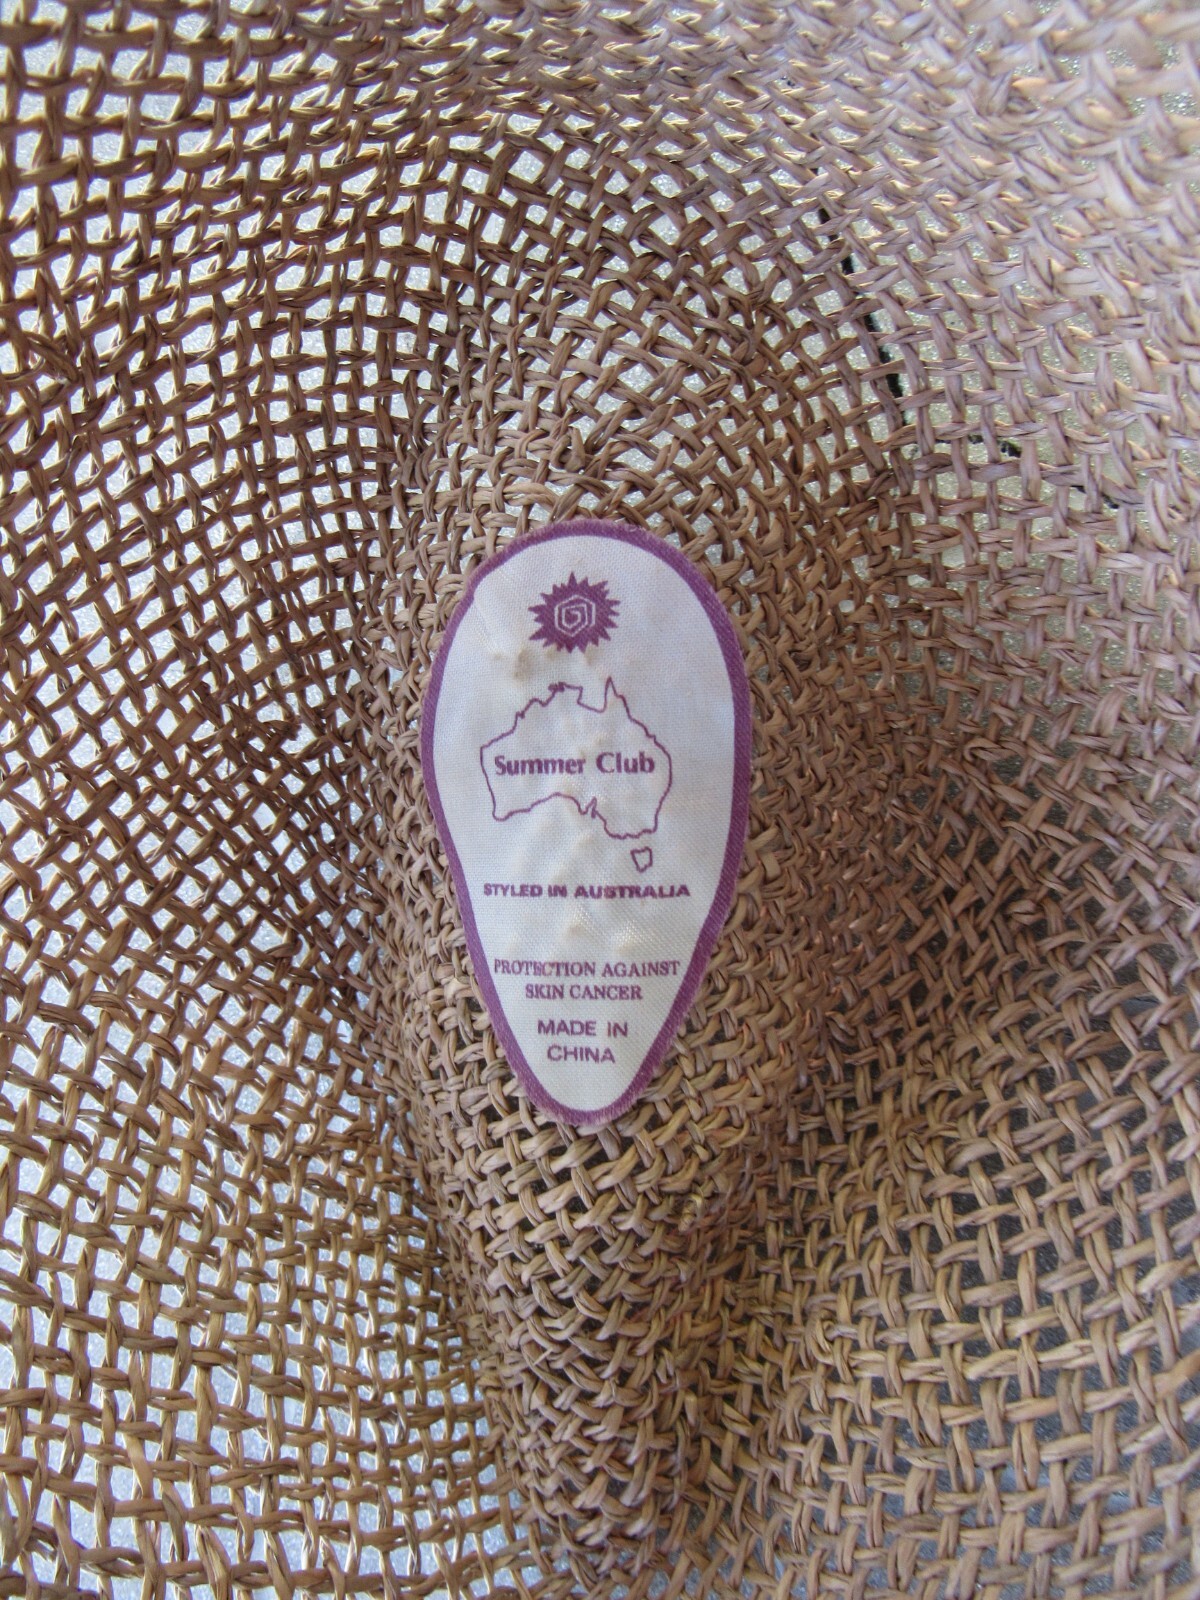 Summer Club
STYLED IN AUSTRALIA
PROTECTION AGAINST
SKIN CANCER
MADE IN
CHINA